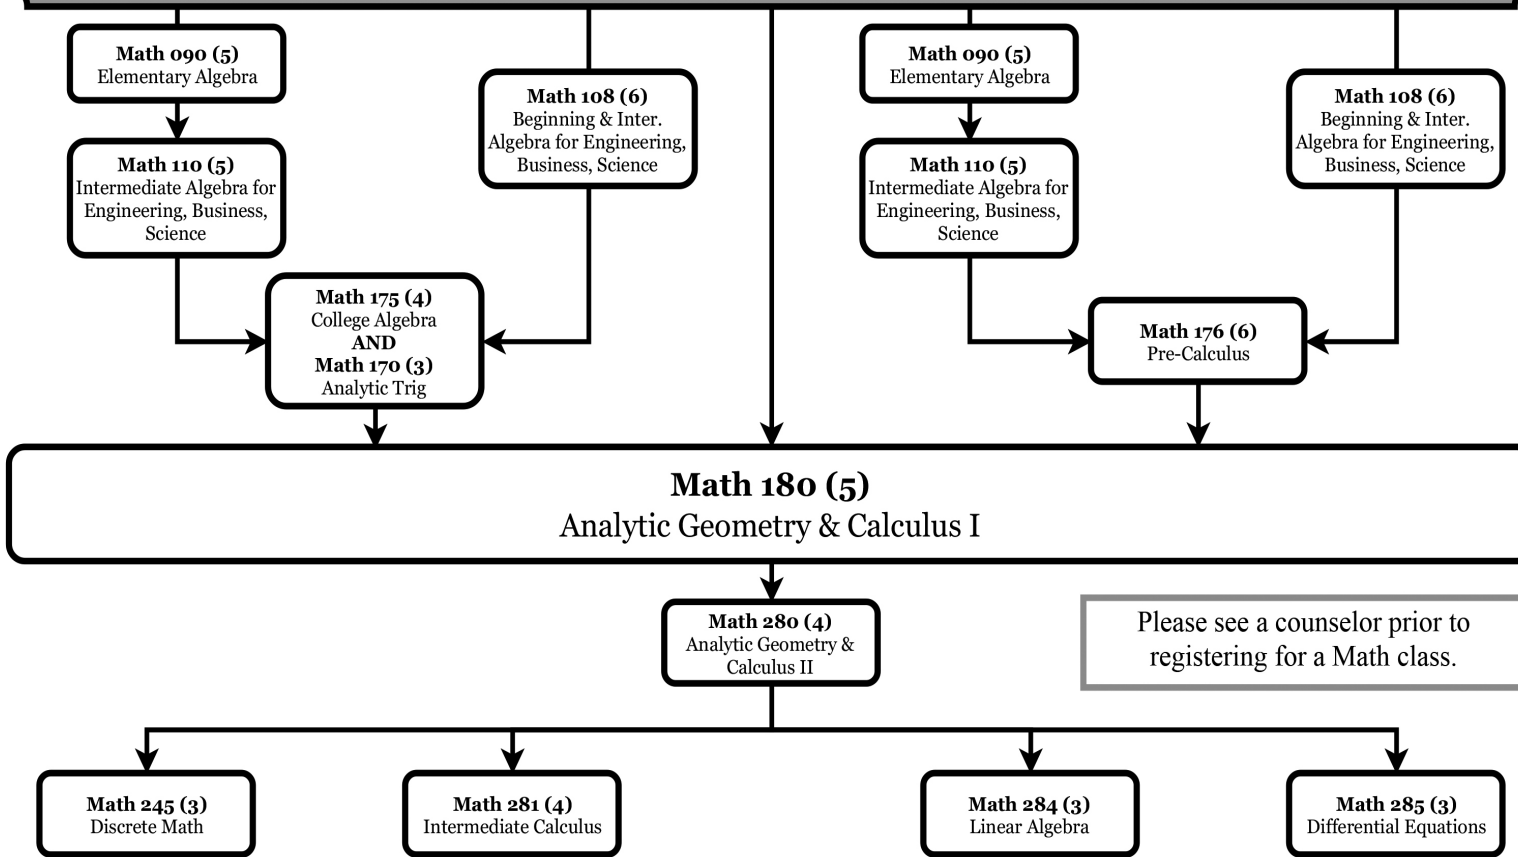 Math 090 (5)
Elementary Algebra
Math 108 (6)
Beginning & Inter.
Algebra for Engineering,
Business, Science
Math 090 (5)
Elementary Algebra
Math 108 (6)
Beginning & Inter.
Algebra for Engineering,
Business, Science
Math 110 (5)
Intermediate Algebra for
Engineering, Business,
Science
Math 110 (5)
Intermediate Algebra for
Engineering, Business,
Science
Math 175 (4)
College Algebra
AND
Math 170 (3)
Analytic Trig
Math 176 (6)
Pre-Calculus
Math 180 (5)
Analytic Geometry & Calculus I
Math 280 (4)
Analytic Geometry &
Calculus II
Please see a counselor prior to
registering for a Math class.
Math 245 (3)
Discrete Math
Math 281 (4)
Intermediate Calculus
Math 284 (3)
Linear Algebra
Math 285 (3)
Differential Equations